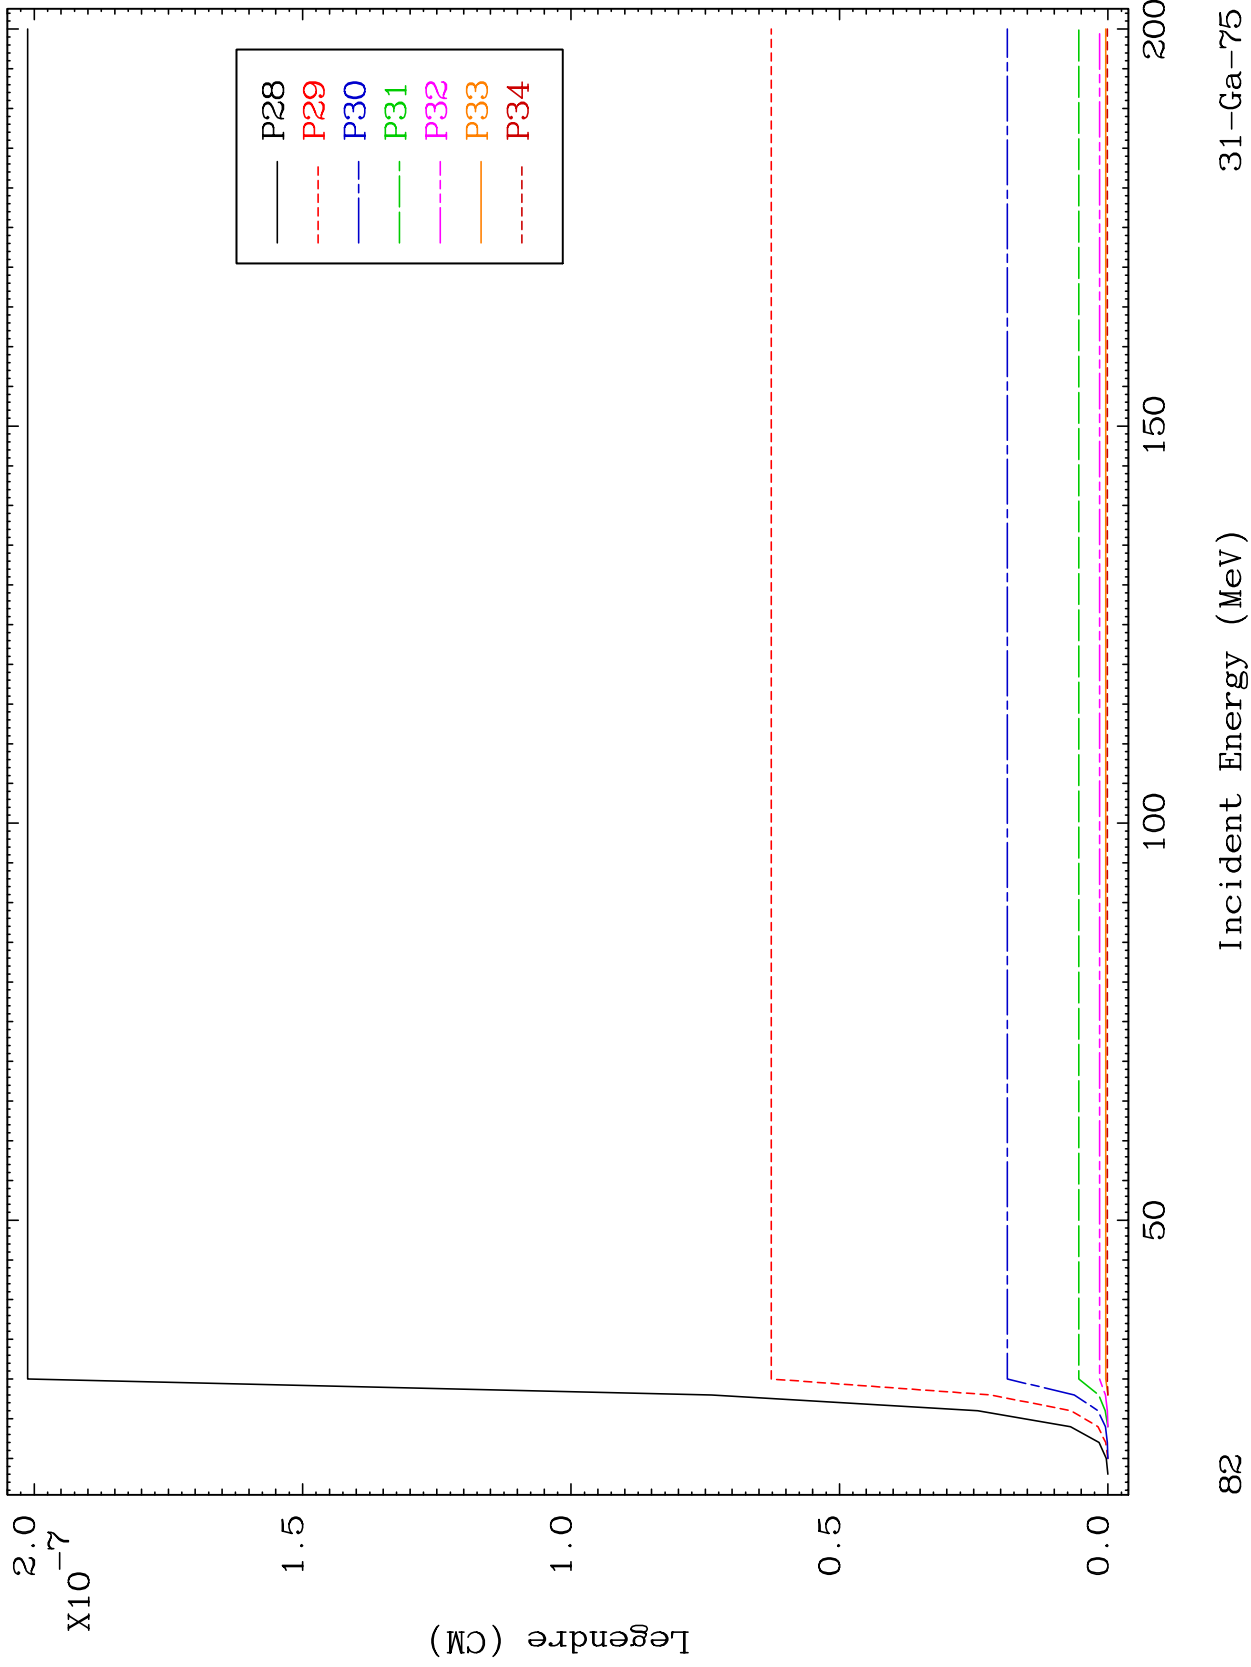 2.0
X10-7
1.5
1.0
0.5
0.0
Legendre (CM)
P28
P29
P30
P31
P32
P33
P34
50
100
150
200
82
Incident Energy (MeV)
31-Ga-75